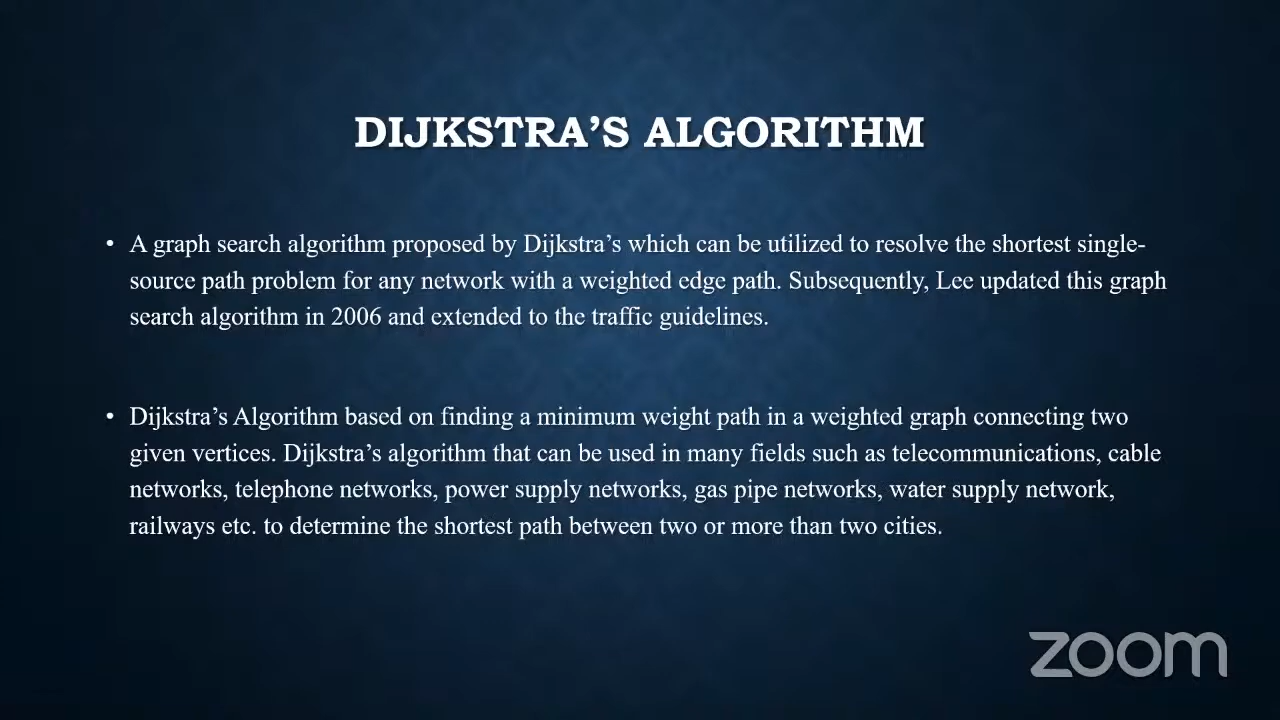 DIJKSTRA’S ALGORITHM
• A graph search algorithm proposed by Dijkstra’s which can be utilized to resolve the shortest single-
source path problem for any network with a weighted edge path. Subsequently, Lee updated this graph
search algorithm in 2006 and extended to the traffic guidelines.
• Dijkstra’s Algorithm based on finding a minimum weight path in a weighted graph connecting two
given vertices. Dijkstra’s algorithm that can be used in many fields such as telecommunications, cable
networks, telephone networks, power supply networks, gas pipe networks, water supply network,
railways etc. to determine the shortest path between two or more than two cities.
zoom